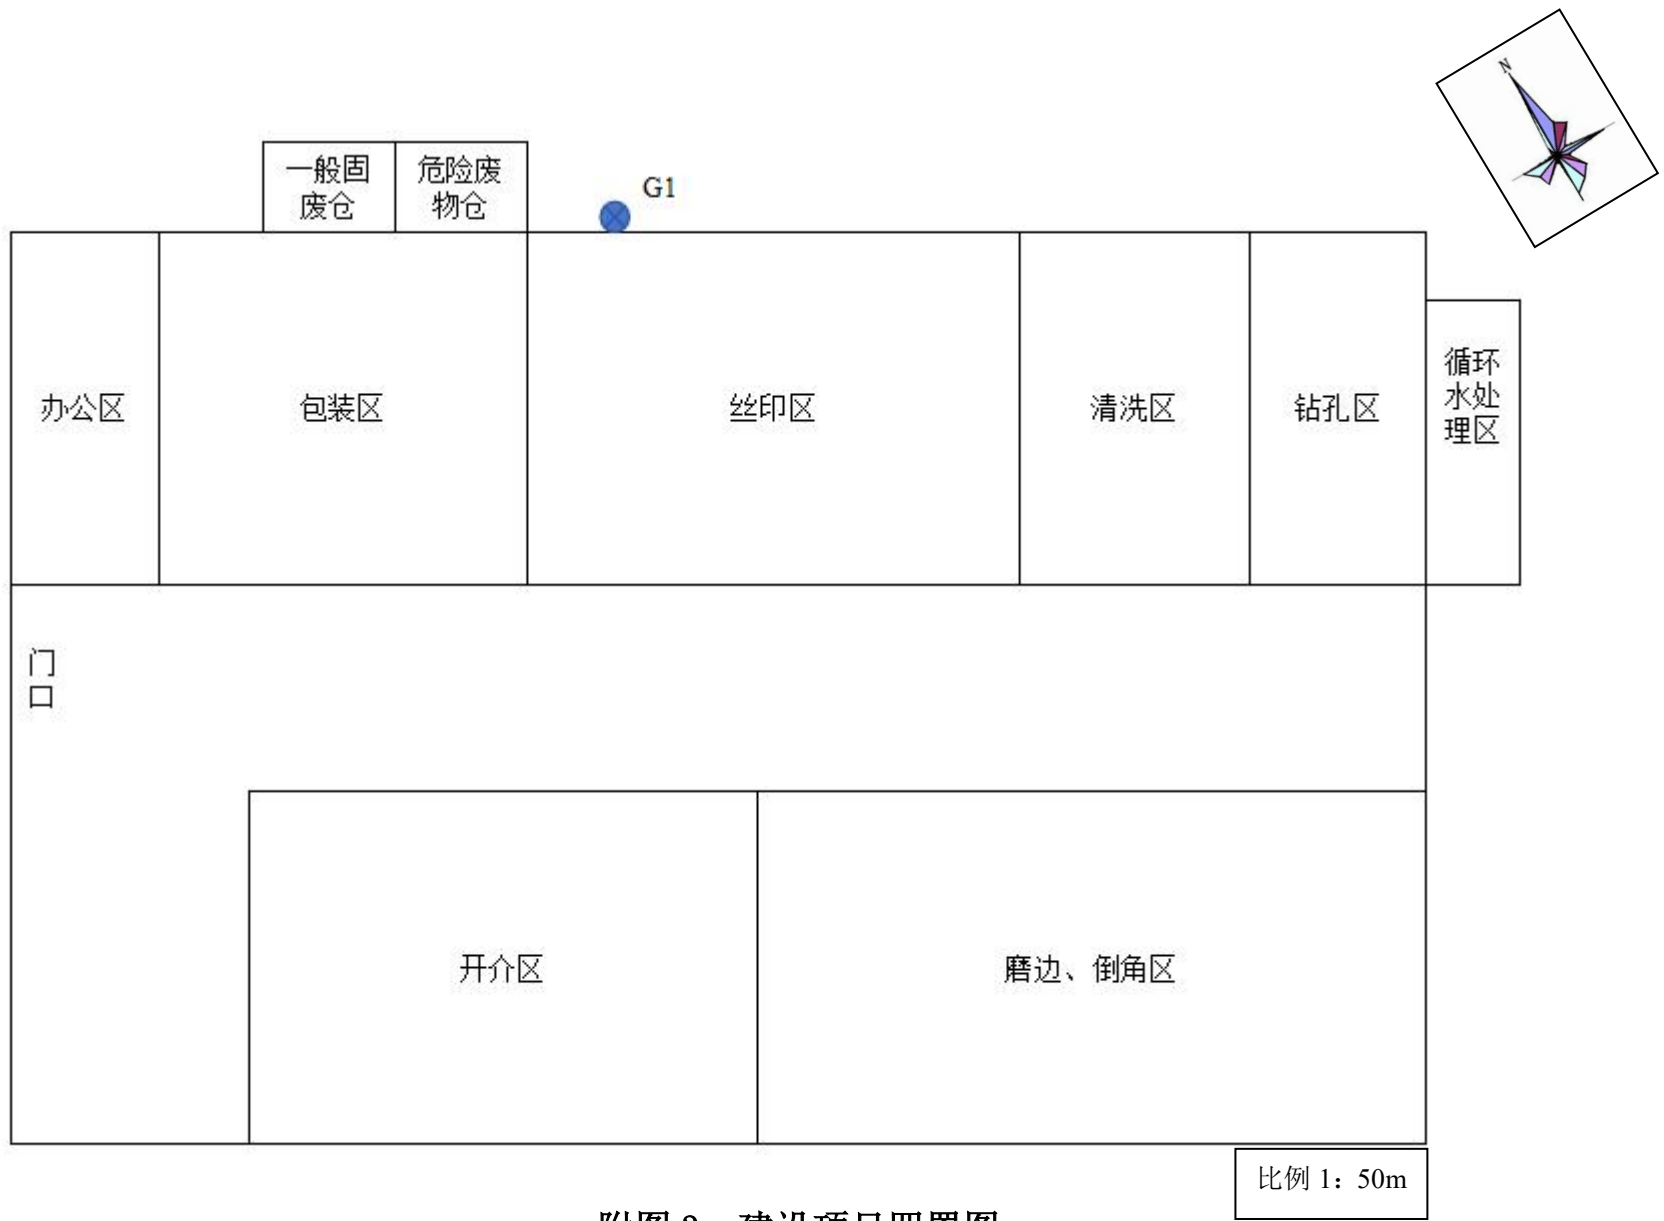 N
一般固
废仓
危险废
物仓
G1
办公区
包装区
丝印区
清洗区
钻孔区
循环
水处
理区
门
口
开介区
磨边、倒角区
比例 1：50m